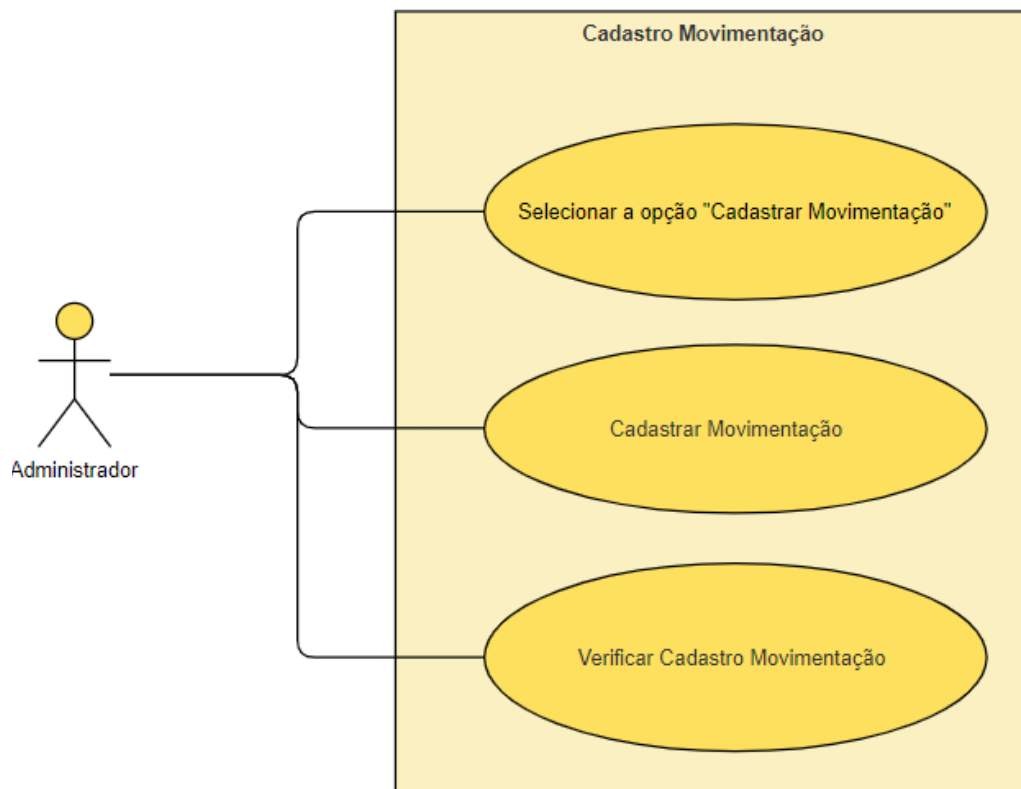 Cadastro Movimentação
Selecionar a opção "Cadastrar Movimentação"
Cadastrar Movimentação
Administrador
Verificar Cadastro Movimentação